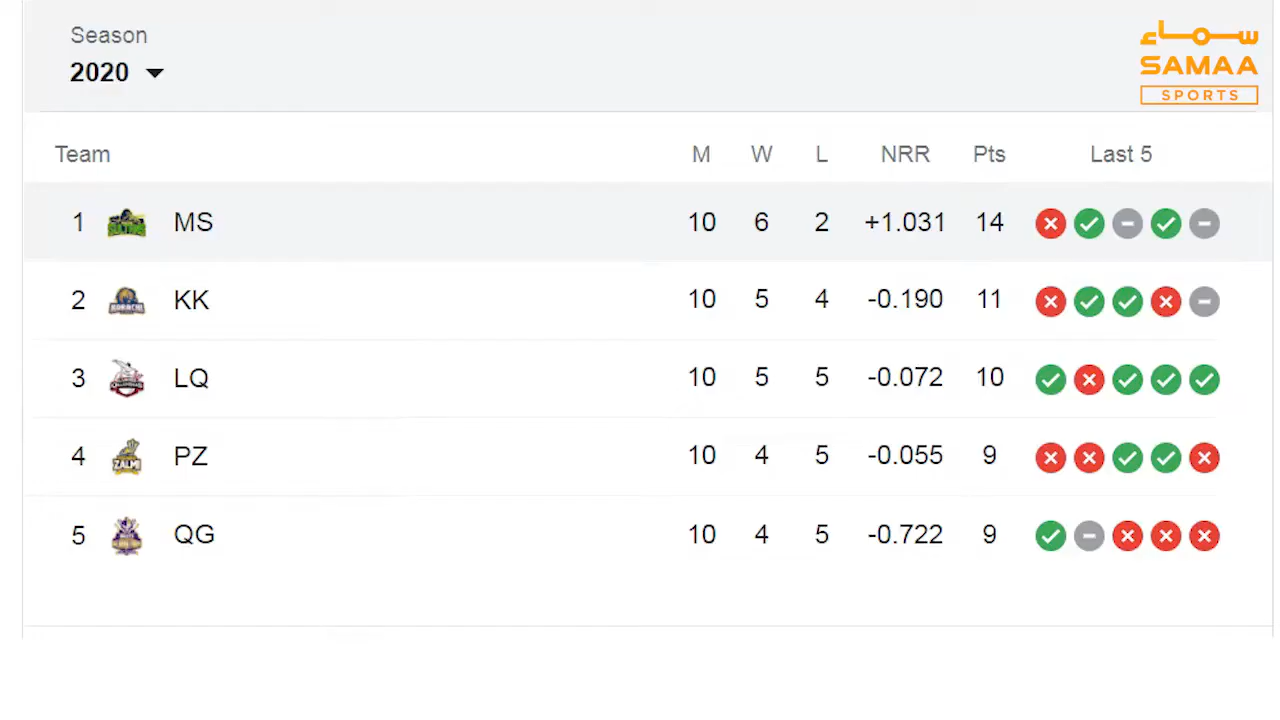 Season
2020
سماء
SAMAA
SPORTS
Team M W L NRR Pts Last 5
1 MS 10 6 2 +1.031 14
2 KK 10 5 4 -0.190 11
3 LQ 10 5 5 -0.072 10
4 ZALMI PZ 10 4 5 -0.055 9
5 QG 10 4 5 -0.722 9